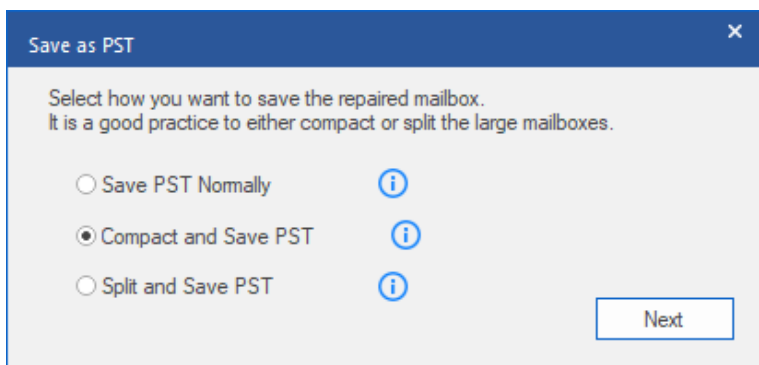 Save as PST
Select how you want to save the repaired mailbox.
It is a good practice to either compact or split the large mailboxes.
Save PST Normally
Compact and Save PST
Split and Save PST
Next